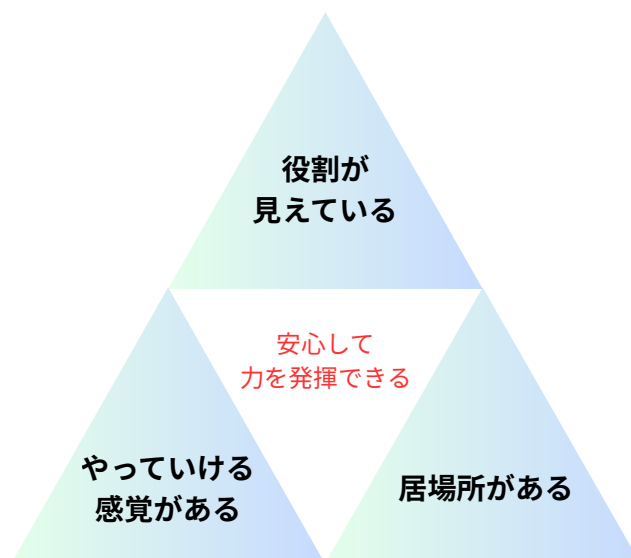 役割が
見えている
安心して
力を発揮できる
やっていける
感覚がある
居場所がある